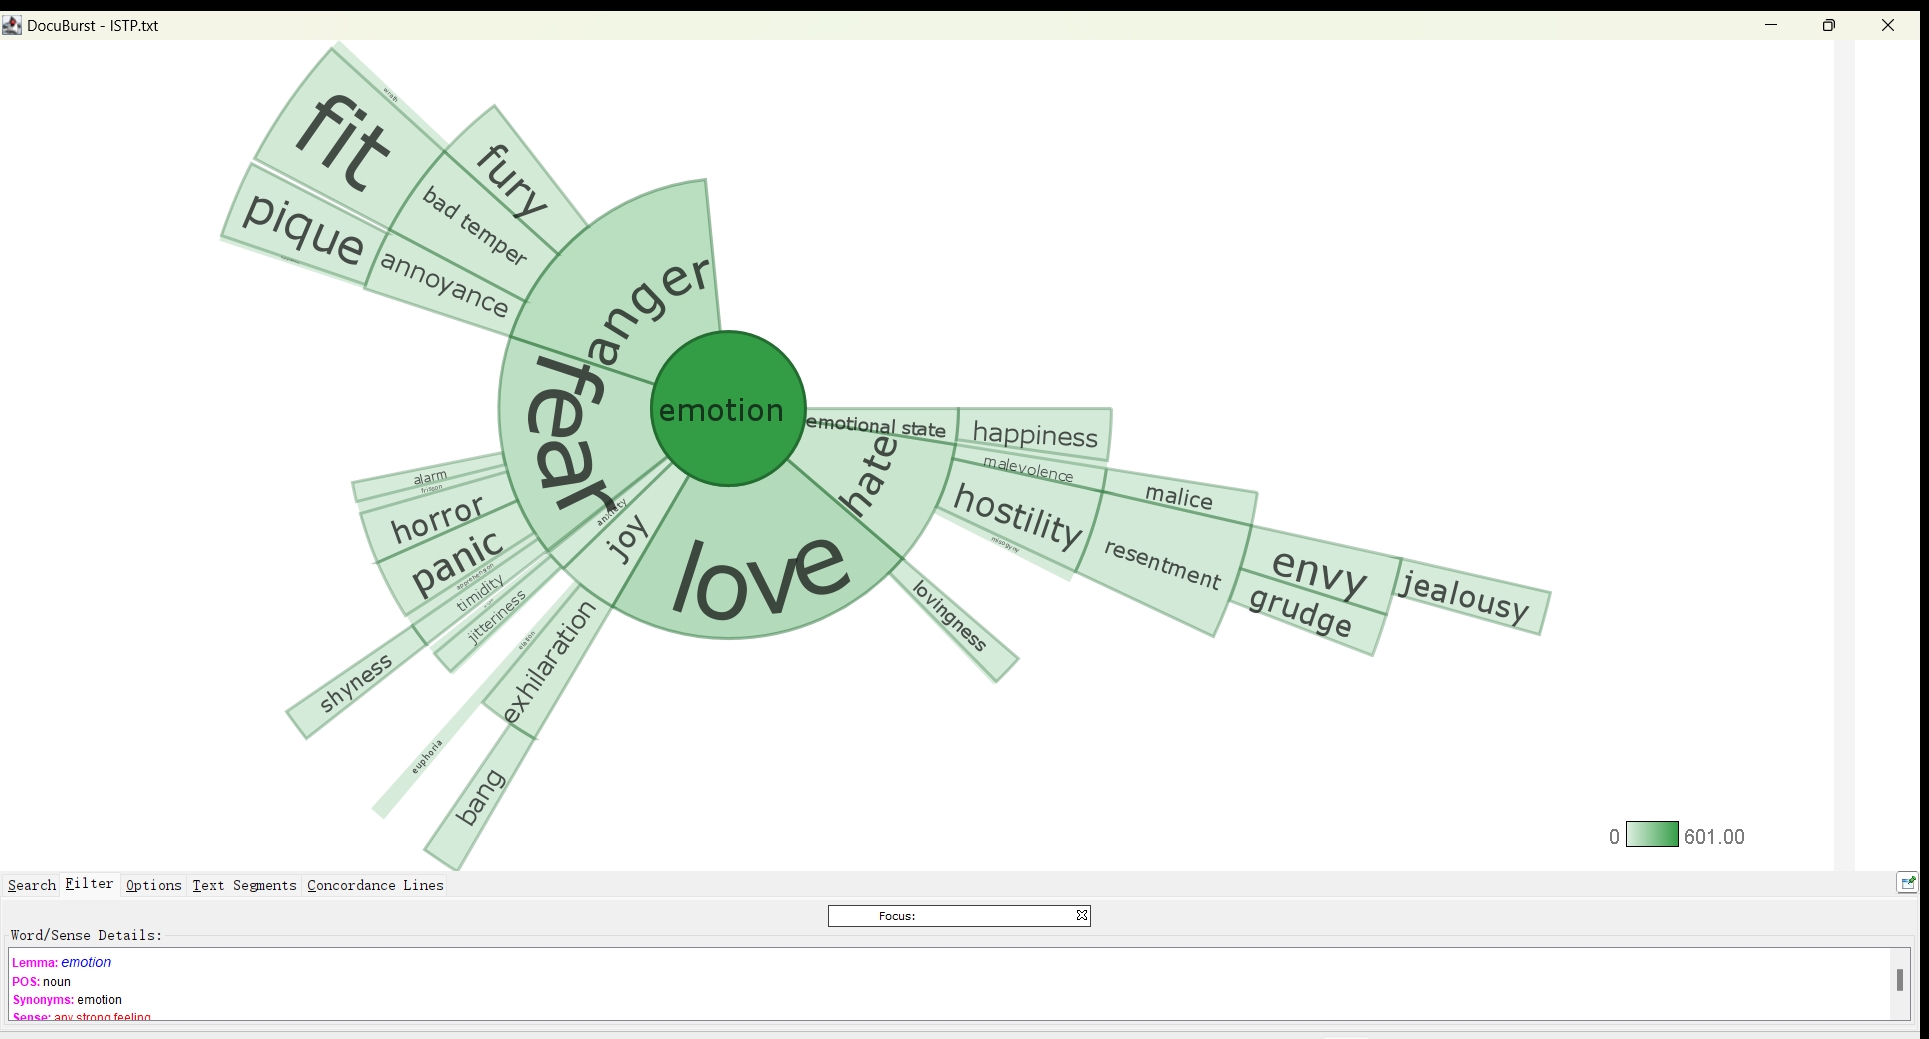 DocuBurst - ISTP.txt
wrath
fit
fury
bad temper
pique
annoyance
anger
fear
emotion
emotional state
happiness
hate
malevolence
malice
hostility
misogyny
resentment
envy
jealousy
grudge
alarm
frisson
horror
panic
apprehension
timidity
jitteriness
shyness
anxiety
joy
love
lovingness
elation
exhilaration
euphoria
bang
0 601.00
Search Filter Options Text Segments Concordance Lines
Focus:
Word/Sense Details:
Lemma: emotion
POS: noun
Synonyms: emotion
Sense: any strong feeling